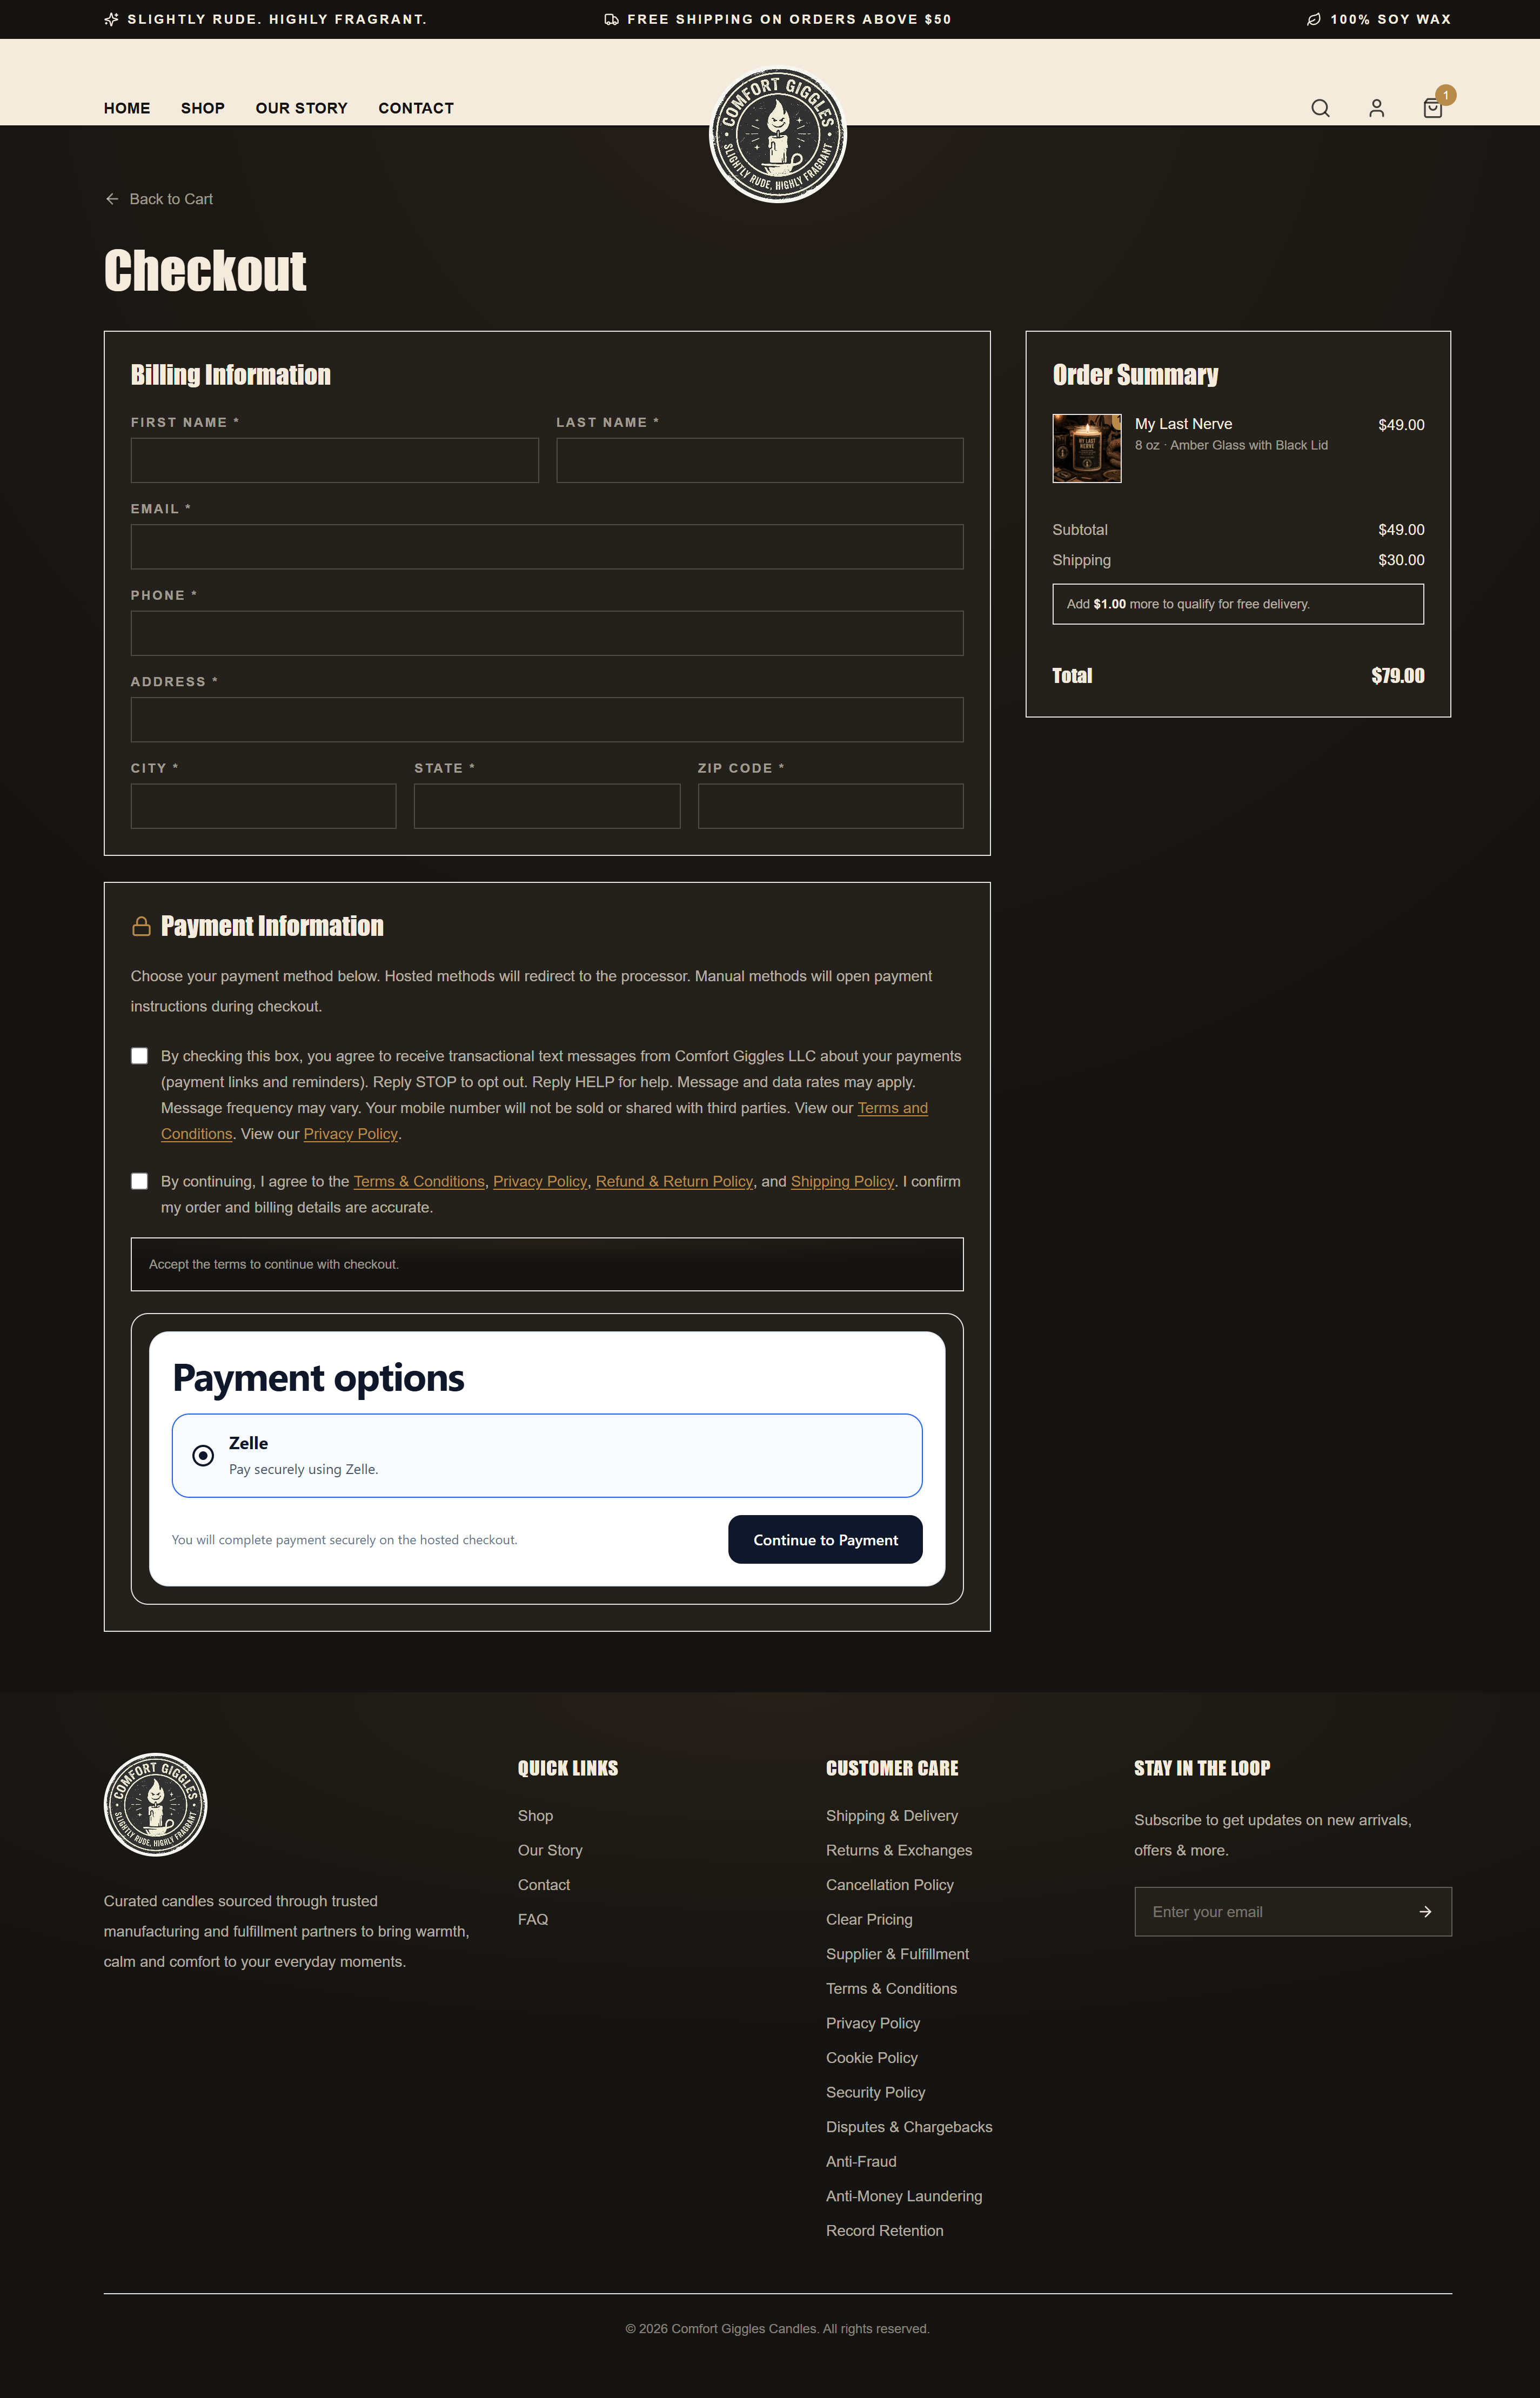 SLIGHTLY RUDE. HIGHLY FRAGRANT.
FREE SHIPPING ON ORDERS ABOVE $50
100% SOY WAX
HOME
SHOP
OUR STORY
CONTACT
COMFORT GIGGLES
SLIGHTLY RUDE, HIGHLY FRAGRANT
1
Back to Cart
Checkout
Billing Information
FIRST NAME *
LAST NAME *
EMAIL *
PHONE *
ADDRESS *
CITY *
STATE *
ZIP CODE *
Order Summary
MY LAST
NERVE
My Last Nerve
$49.00
8 oz · Amber Glass with Black Lid
Subtotal
$49.00
Shipping
$30.00
Add $1.00 more to qualify for free delivery.
Total
$79.00
Payment Information
Choose your payment method below. Hosted methods will redirect to the processor. Manual methods will open payment
instructions during checkout.
By checking this box, you agree to receive transactional text messages from Comfort Giggles LLC about your payments
(payment links and reminders). Reply STOP to opt out. Reply HELP for help. Message and data rates may apply.
Message frequency may vary. Your mobile number will not be sold or shared with third parties. View our Terms and
Conditions. View our Privacy Policy.
By continuing, I agree to the Terms & Conditions, Privacy Policy, Refund & Return Policy, and Shipping Policy. I confirm
my order and billing details are accurate.
Accept the terms to continue with checkout.
Payment options
Zelle
Pay securely using Zelle.
You will complete payment securely on the hosted checkout.
Continue to Payment
COMFORT GIGGLES
SLIGHTLY RUDE, HIGHLY FRAGRANT
Curated candles sourced through trusted
manufacturing and fulfillment partners to bring warmth,
calm and comfort to your everyday moments.
QUICK LINKS
Shop
Our Story
Contact
FAQ
CUSTOMER CARE
Shipping & Delivery
Returns & Exchanges
Cancellation Policy
Clear Pricing
Supplier & Fulfillment
Terms & Conditions
Privacy Policy
Cookie Policy
Security Policy
Disputes & Chargebacks
Anti-Fraud
Anti-Money Laundering
Record Retention
STAY IN THE LOOP
Subscribe to get updates on new arrivals,
offers & more.
Enter your email
© 2026 Comfort Giggles Candles. All rights reserved.